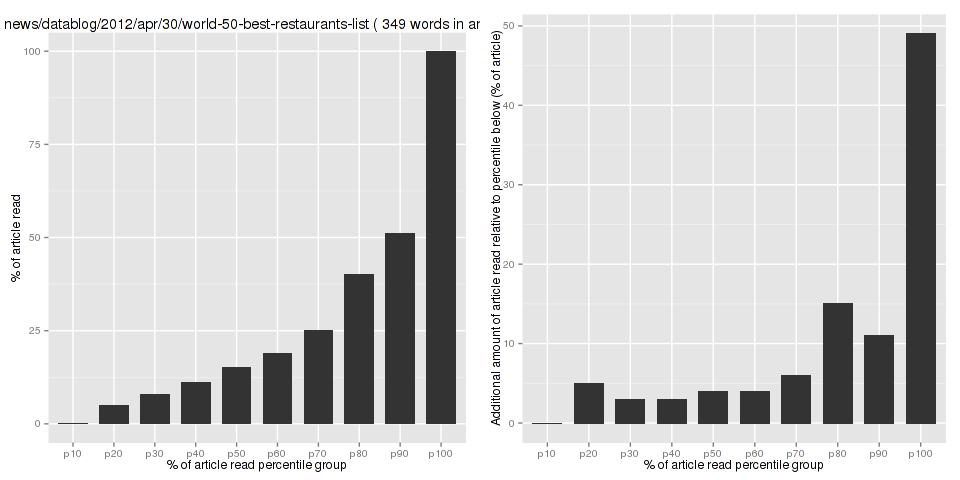 news/datablog/2012/apr/30/world-50-best-restaurants-list ( 349 words in ar
% of article read
100
75
50
25
0
p10 p20 p30 p40 p50 p60 p70 p80 p90 p100
% of article read percentile group
Additional amount of article read relative to percentile below (% of article)
50
40
30
20
10
0
p10 p20 p30 p40 p50 p60 p70 p80 p90 p100
% of article read percentile group